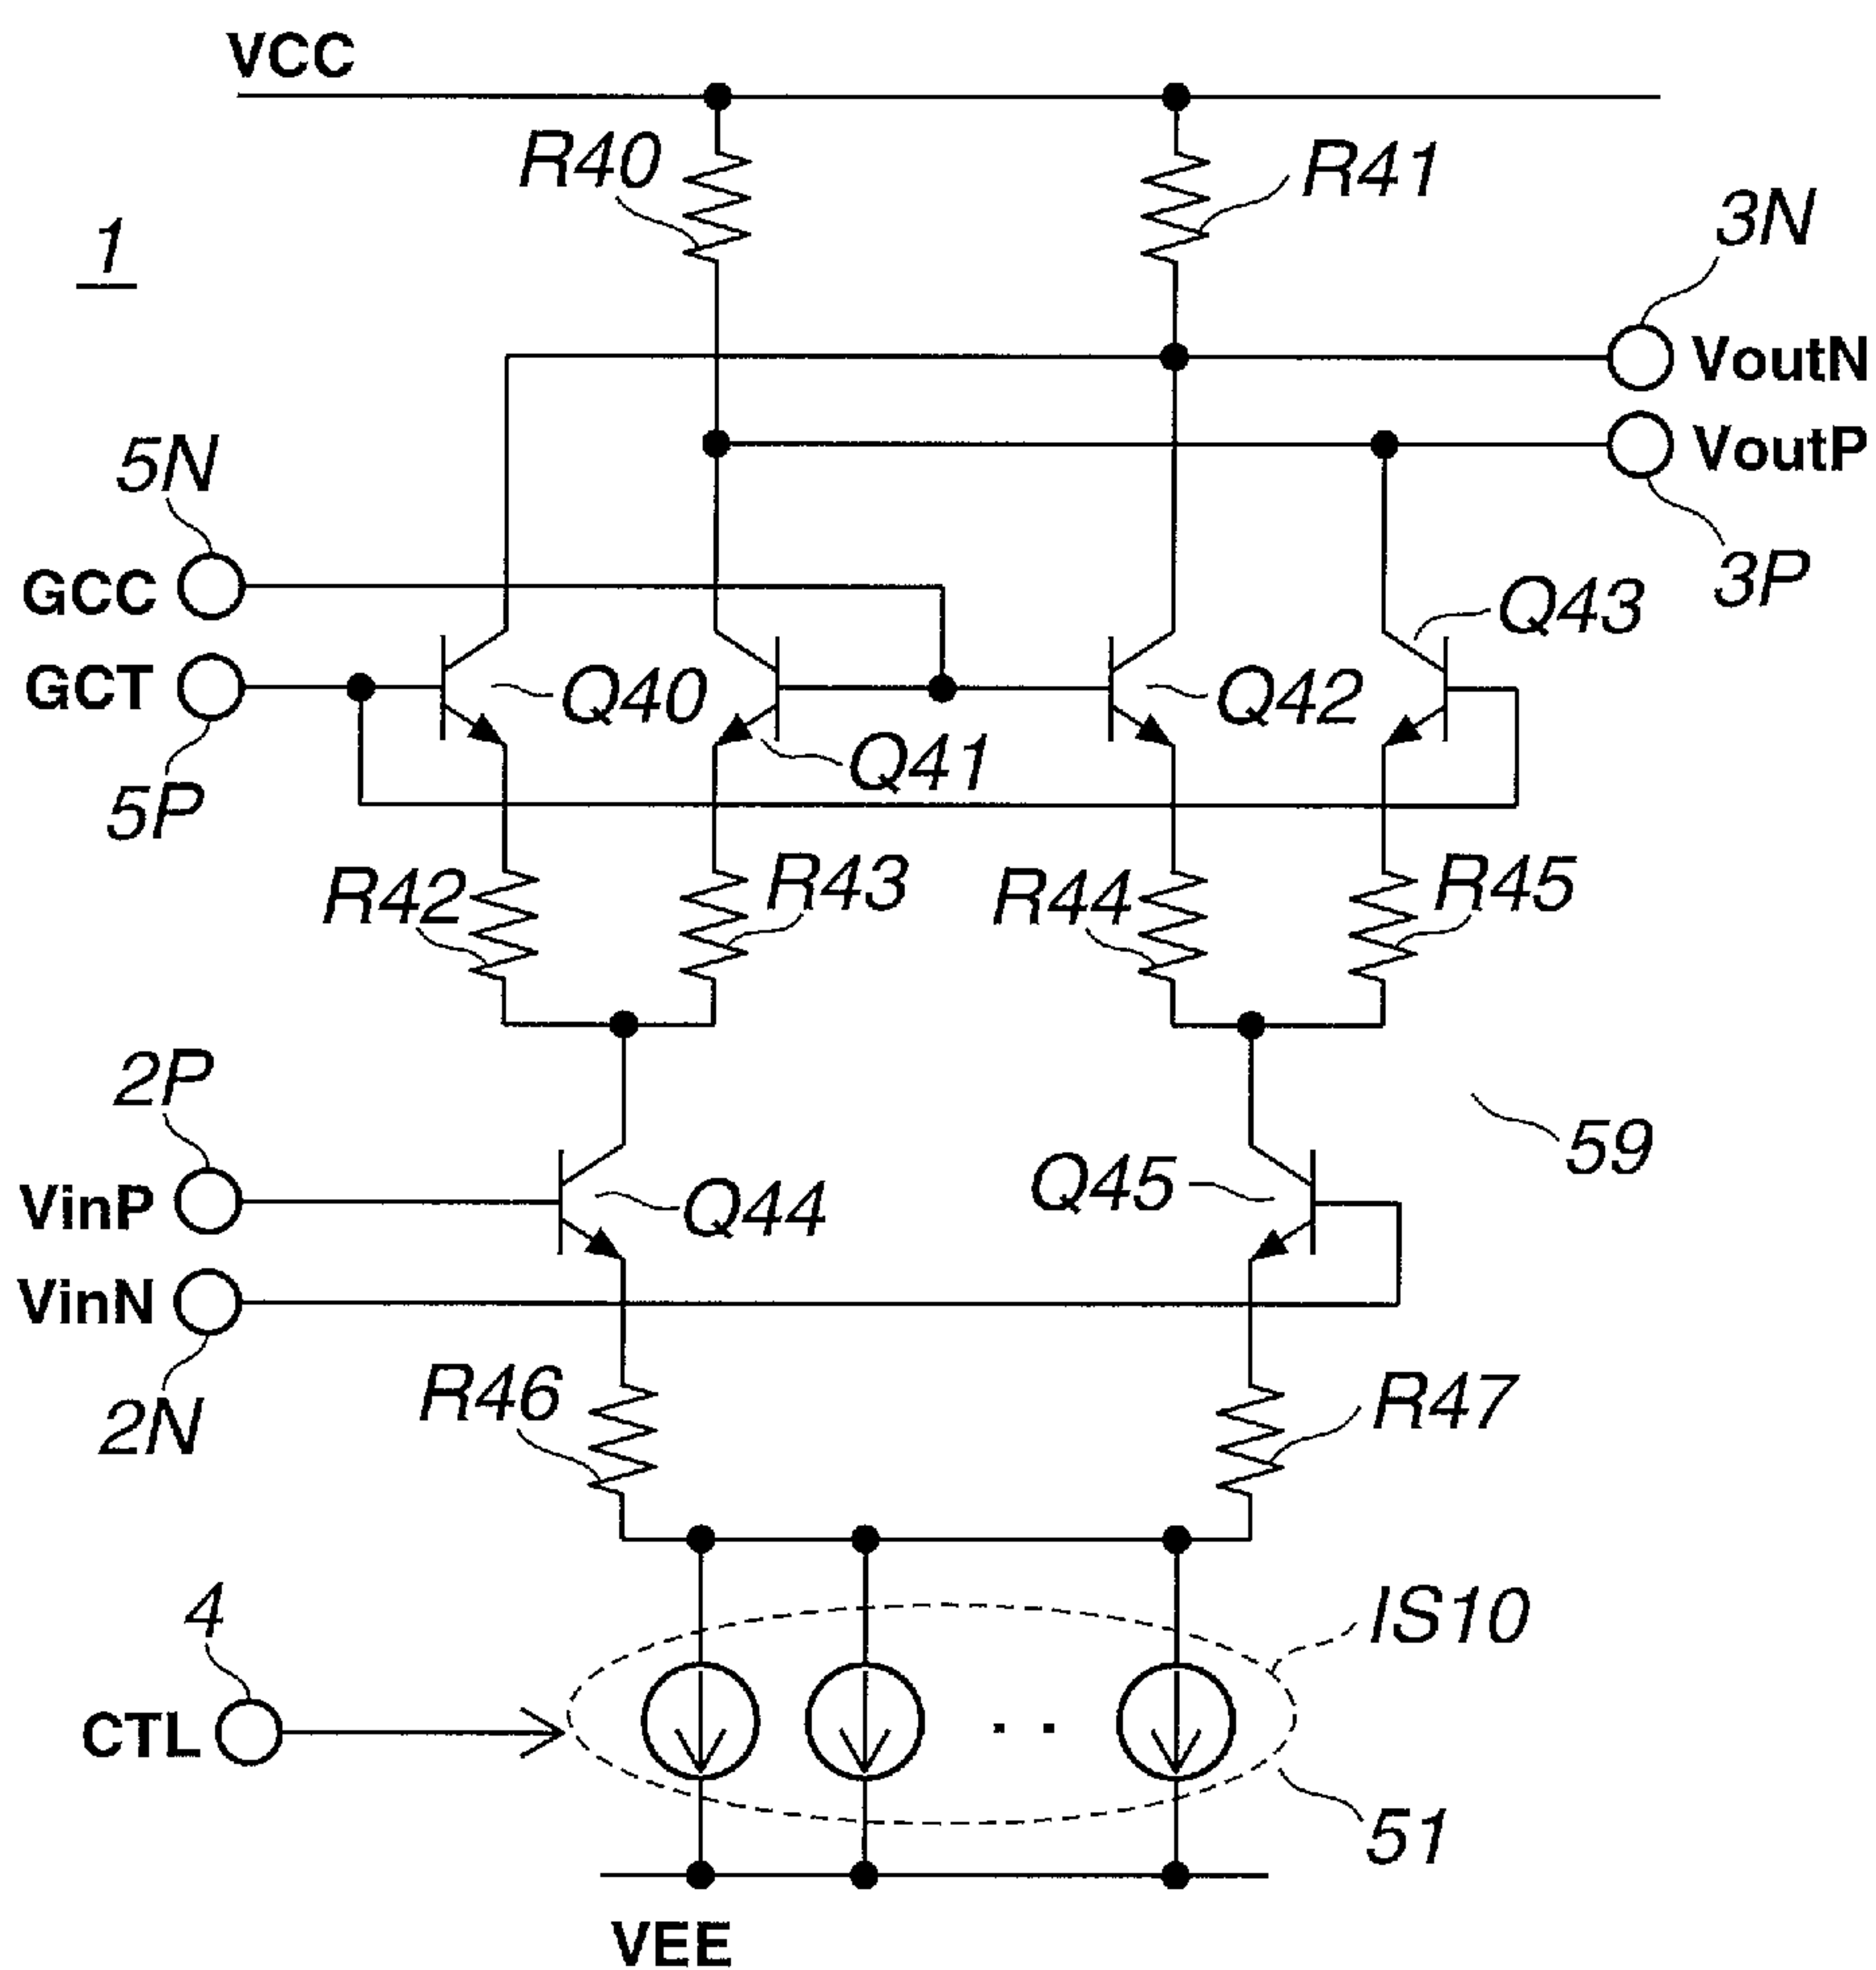 VCC
R40
R41
1
3N
VoutN
5N
VoutP
GCC
3P
Q43
GCT
Q40
Q42
Q41
5P
R42
R43
R44
R45
2P
59
VinP
Q44
Q45
VinN
R46
R47
2N
4
IS10
CTL
51
VEE